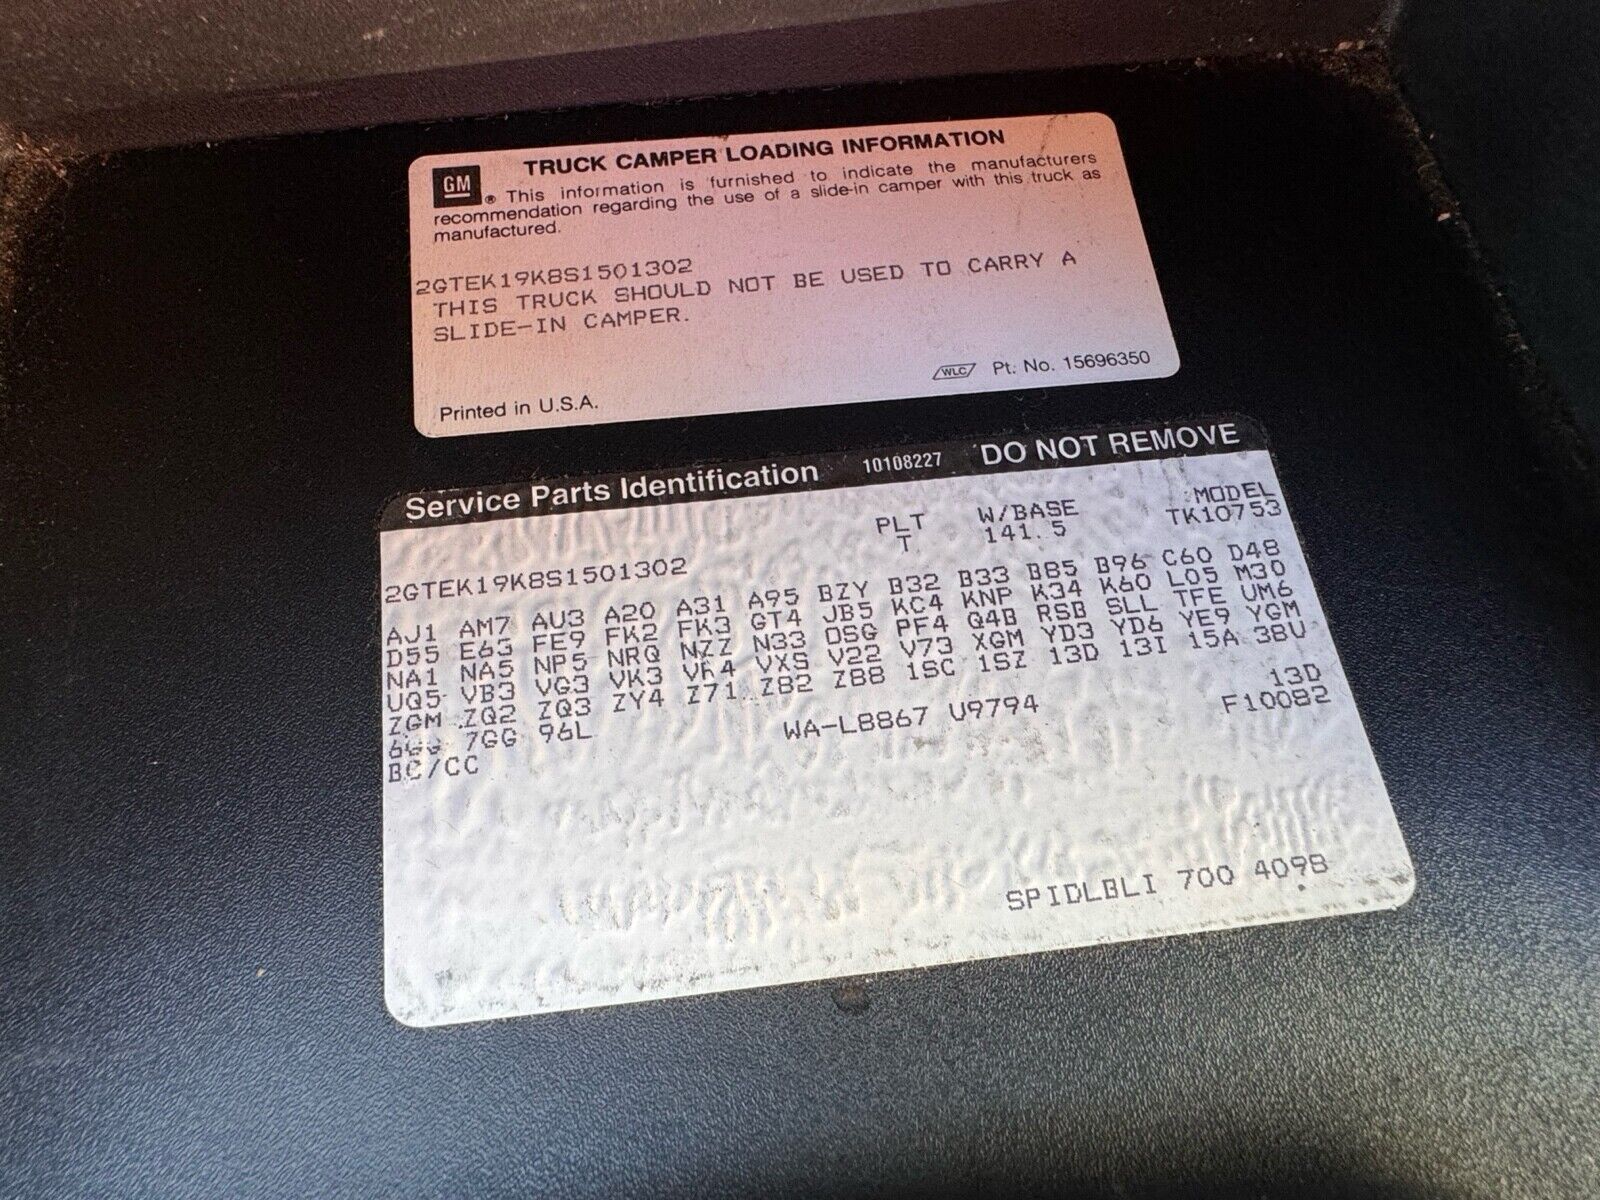 TRUCK CAMPER LOADING INFORMATION
GM ® This information is furnished to indicate the manufacturers
recommendation regarding the use of a slide-in camper with this truck as
manufactured.
2GTEK19K8S1501302
THIS TRUCK SHOULD NOT BE USED TO CARRY A
SLIDE-IN CAMPER.
WLC Pt. No. 15696350
Printed in U.S.A.
Service Parts Identification 10108227 DO NOT REMOVE
PLT W/BASE MODEL
T 141.5 TK10753
2GTEK19K8S1501302
AJ1 AM7 AU3 A20 A31 A95 BZY B32 B33 B85 B96 C60 D48
D55 E63 FE9 FK2 FK3 GT4 JB5 KC4 KNP K34 K60 L05 M30
NA1 NA5 NP5 NRQ NZZ N33 OSG PF4 Q4B RSB SLL TFE UM6
UQ5 VB3 VG3 VK3 VR4 VXS V22 V73 XGM YD3 YD6 YE9 YGM
ZGM ZQ2 ZQ3 ZY4 Z71 Z82 Z88 1SC 1SZ 13D 13I 15A 38U
7GG 96L 13D
BC/CC WA-L8867 U9794 F10082
SPIDLBLI 700 4098